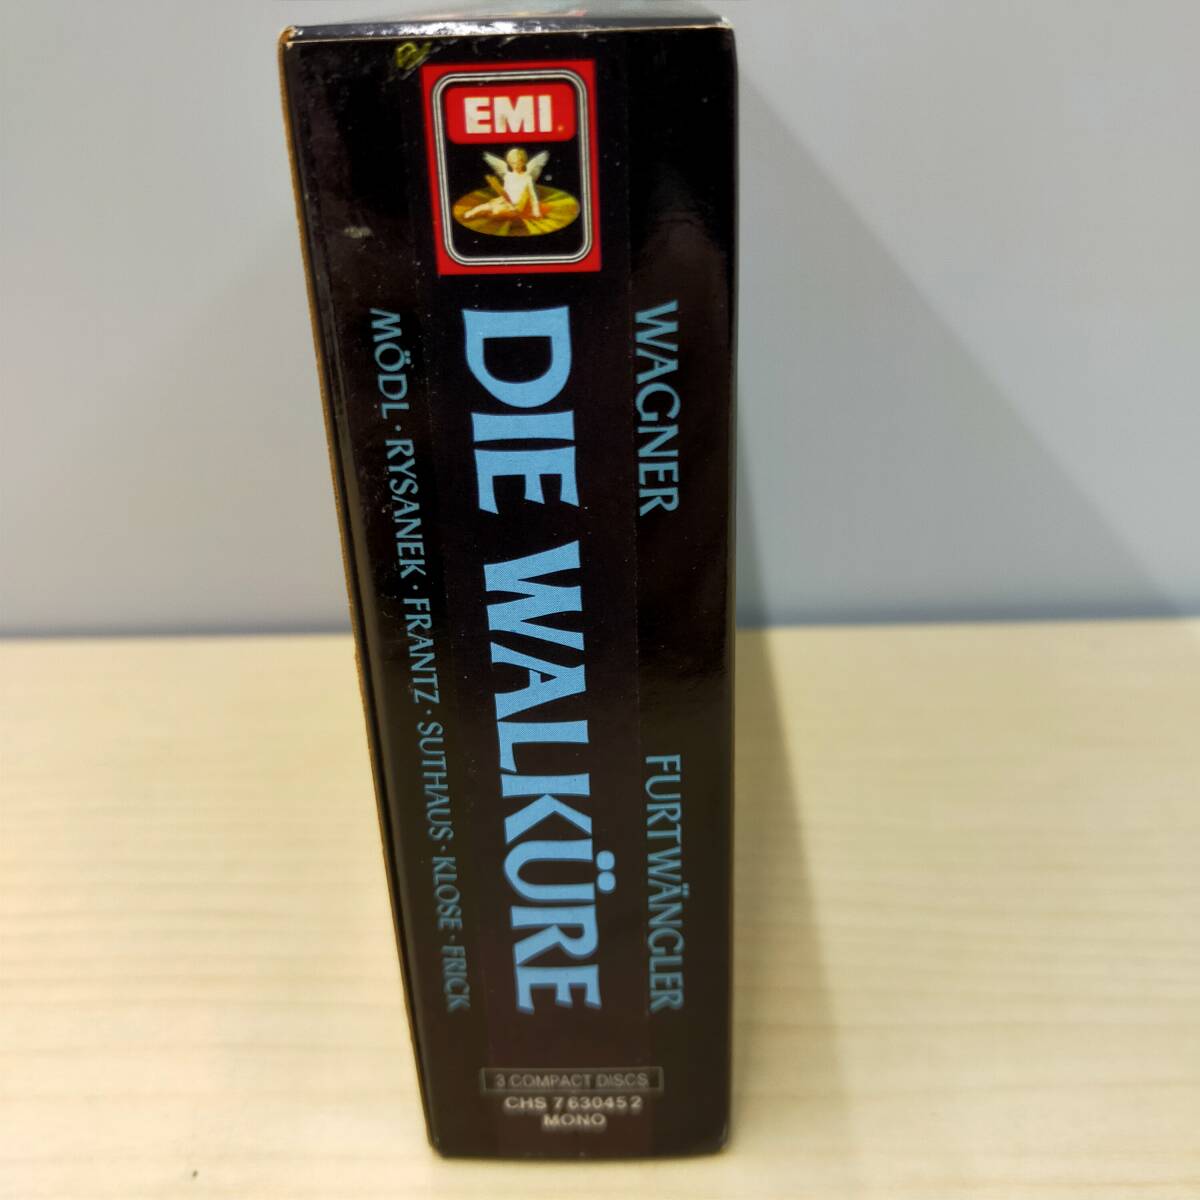 EMI
WAGNER FURTWÄNGLER
DIE WALKÜRE
MÖDL · RYSANEK · FRANTZ · SUTHAUS · KLOSE · FRICK
3 COMPACT DISCS
CHS 7 63045 2
MONO